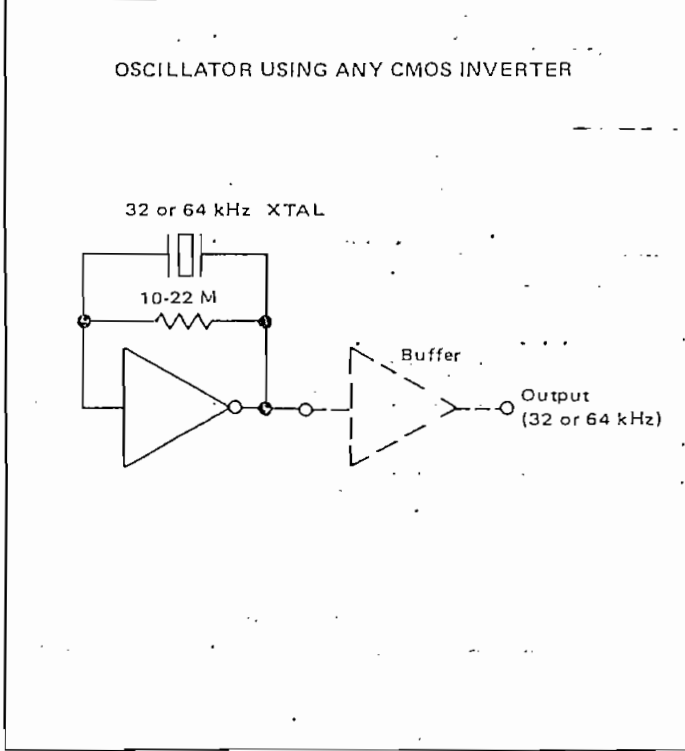 OSCILLATOR USING ANY CMOS INVERTER
32 or 64 kHz XTAL
10-22 M
Buffer
Output
(32 or 64 kHz)